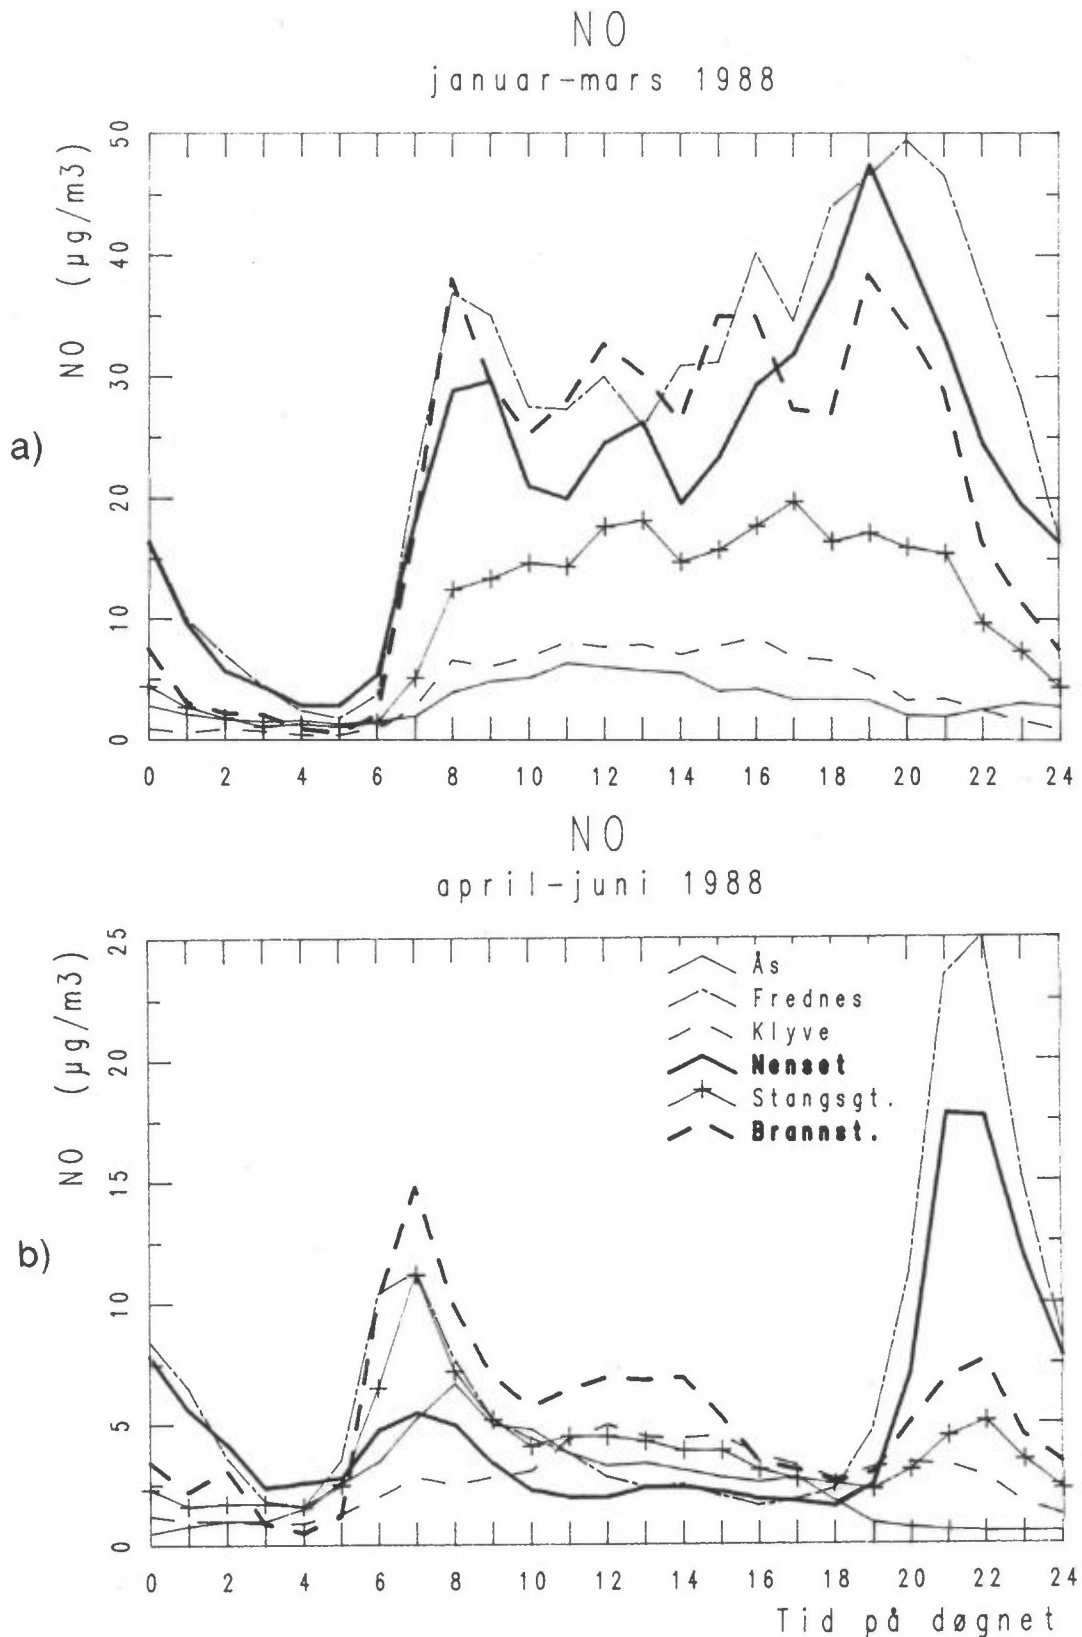 NO
januar-mars 1988
NO (µg/m3)
50
40
30
20
10
0
a)
0 2 4 6 8 10 12 14 16 18 20 22 24
NO
april-juni 1988
NO (µg/m3)
25
20
15
10
5
0
b)
Ås
Frednes
Klyve
Nenset
Stangsgt.
Brannst.
0 2 4 6 8 10 12 14 16 18 20 22 24
Tid på døgnet